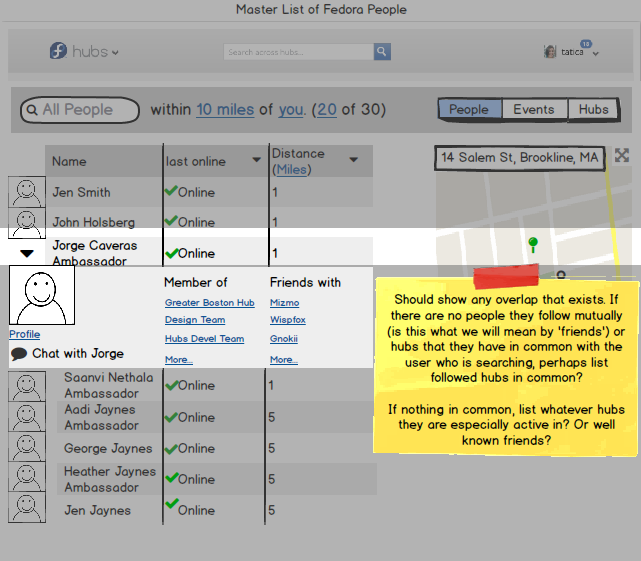 Master List of Fedora People
hubs
Search across hubs...
tatica
10
All People
within 10 miles of you. (20 of 30)
People
Events
Hubs
Name
last online
Distance
(Miles)
14 Salem St, Brookline, MA
Jen Smith
Online
1
John Holsberg
Online
1
Jorge Caveras
Ambassador
Online
1
Member of
Friends with
Greater Boston Hub
Mizmo
Design Team
Wispfox
Hubs Devel Team
Gnokii
Profile
Chat with Jorge
More..
More..
Should show any overlap that exists. If
there are no people they follow mutually
(is this what we will mean by 'friends') or
hubs that they have in common with the
user who is searching, perhaps list
followed hubs in common?
If nothing in common, list whatever hubs
they are especially active in? Or well
known friends?
Saanvi Nethala
Ambassador
Online
1
Aadi Jaynes
Ambassador
Online
5
George Jaynes
Online
5
Heather Jaynes
Ambassador
Online
5
Jen Jaynes
Online
5